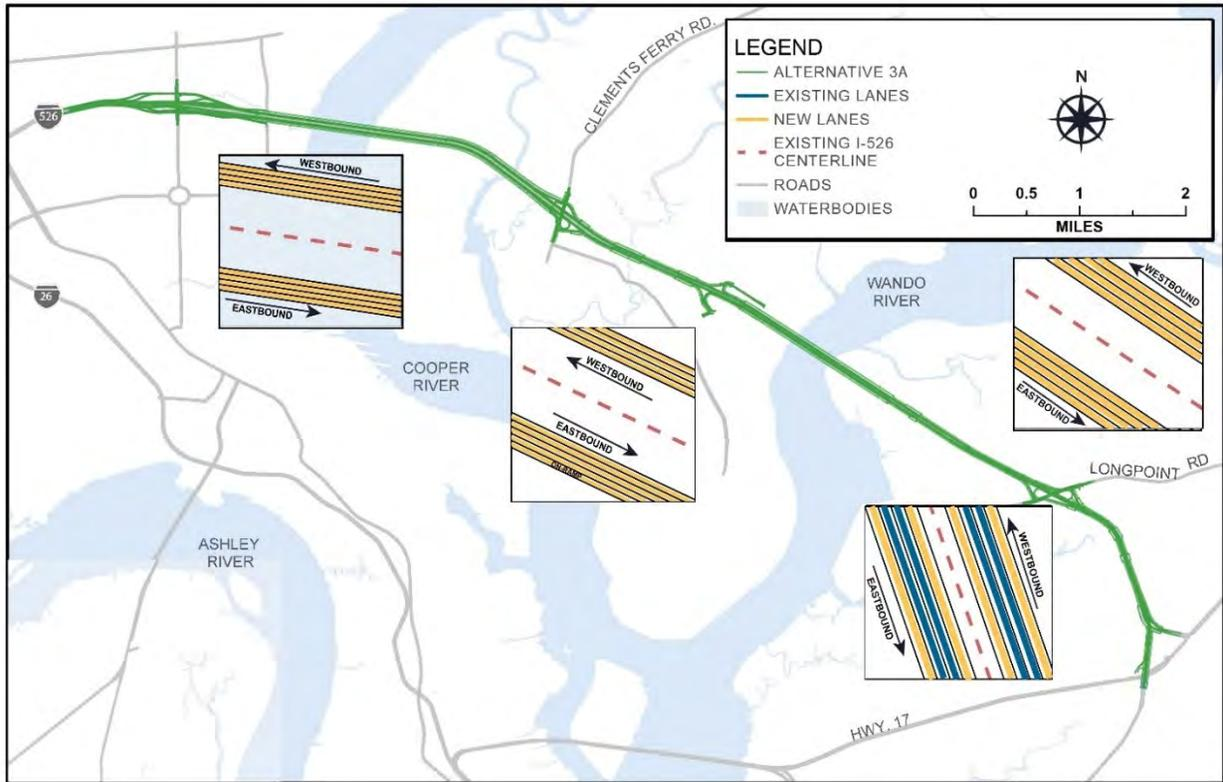 LEGEND
ALTERNATIVE 3A
EXISTING LANES
NEW LANES
EXISTING I-526
CENTERLINE
ROADS
WATERBODIES
N
0 0.5 1 2
MILES
CLEMENTS FERRY RD.
526
WESTBOUND
EASTBOUND
26
COOPER
RIVER
WANDO
RIVER
WESTBOUND
EASTBOUND
WESTBOUND
EASTBOUND
ON RAMP
LONGPOINT RD
ASHLEY
RIVER
WESTBOUND
EASTBOUND
HWY. 17